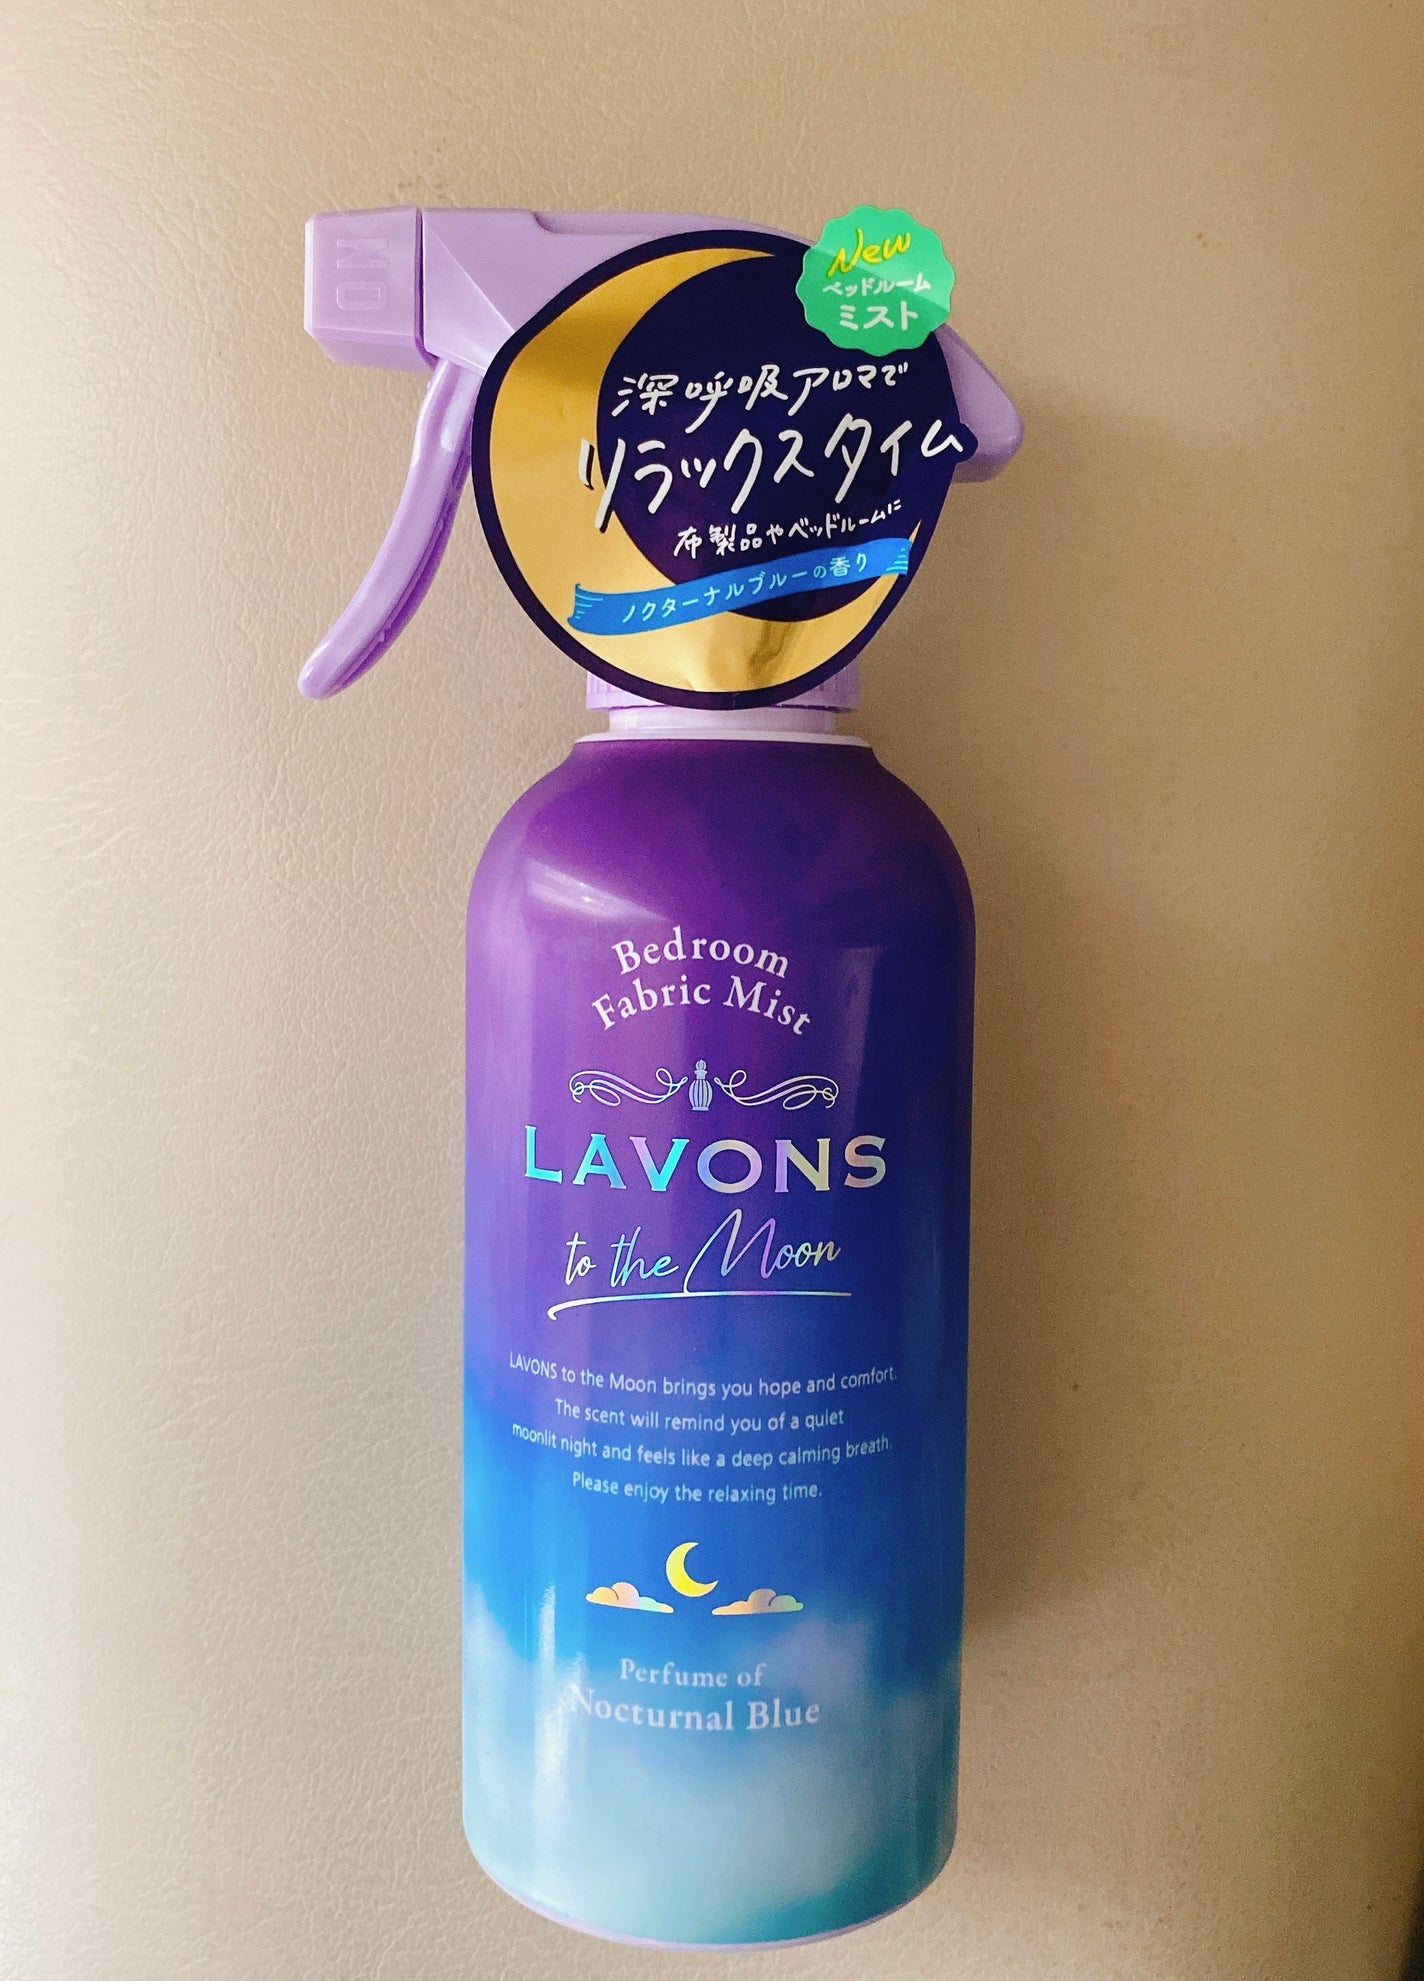 NO
New
ベッドルーム
ミスト
深呼吸アロマで
リラックスタイム
布製品やベッドルームに
ノクターナルブルーの香り
Bedroom
Fabric Mist
LAVONS
to the Moon
LAVONS to the Moon brings you hope and comfort.
The scent will remind you of a quiet
moonlit night and feels like a deep calming breath.
Please enjoy the relaxing time.
Perfume of
Nocturnal Blue